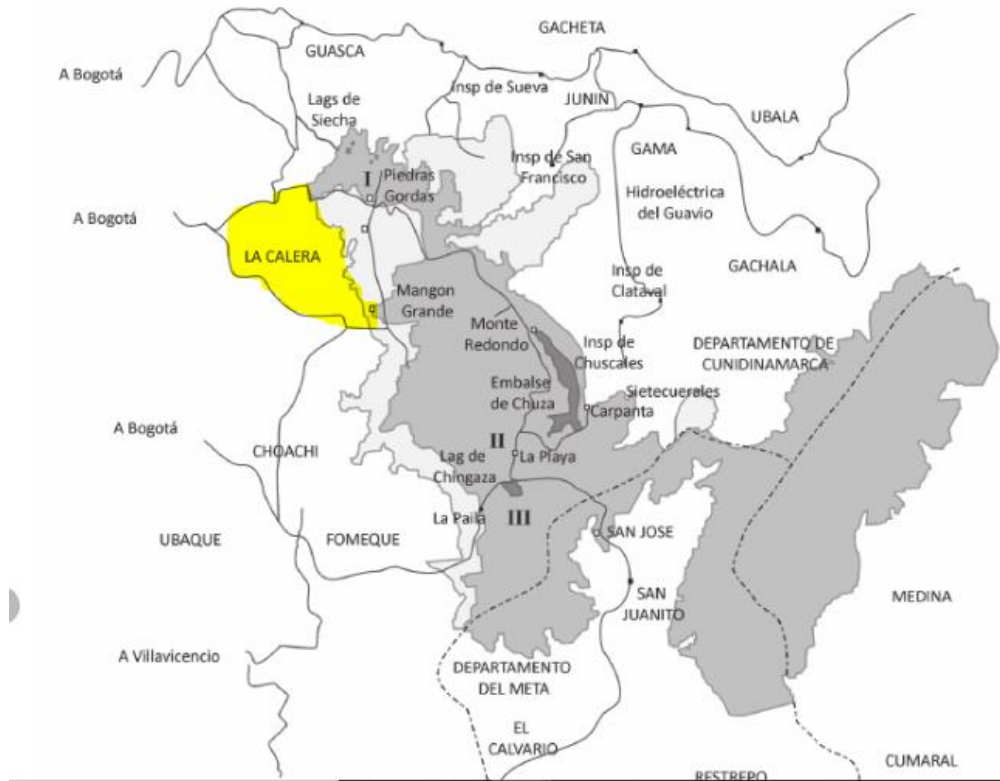 GACHETA
GUASCA
A Bogotá
Insp de Sueva
Lags de
Siecha
JUNIN
UBALA
GAMA
I
Piedras
Gordas
Insp de San
Francisco
Hidroeléctrica
del Guavio
A Bogotá
LA CALERA
GACHALA
Insp de
Clataval
Mangon
Grande
Monte
Redondo
Insp de
Chuscales
DEPARTAMENTO DE
CUNIDINAMARCA
Embalse
de Chuza
Sietecuerales
Carpanta
A Bogotá
II
CHOACHI
Lag de
Chingaza
La Playa
La Paila
III
UBAQUE
FOMEQUE
SAN JOSE
SAN
JUANITO
MEDINA
A Villavicencio
DEPARTAMENTO
DEL META
EL
CALVARIO
CUMARAL
RESTREPO